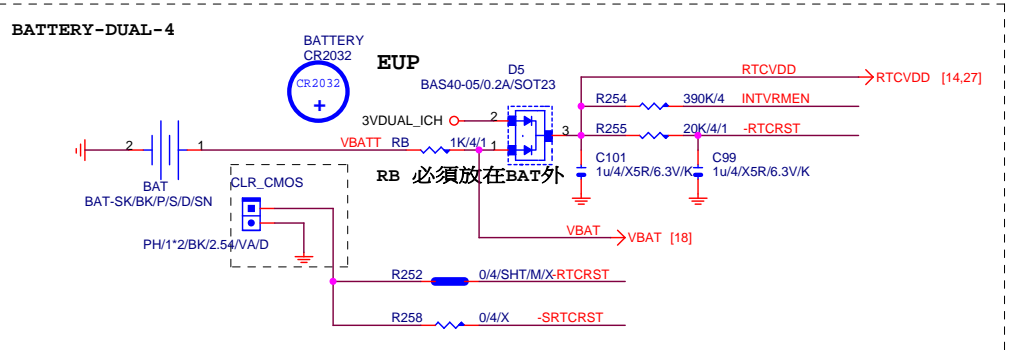 BATTERY-DUAL-4
BATTERY
CR2032
CR2032
+
EUP
D5
BAS40-05/0.2A/SOT23
RTCVDD
RTCVDD [14,27]
3VDUAL_ICH
2
3
1
R254
390K/4
INTVRMEN
R255
20K/4/1
-RTCRST
2
1
VBATT
RB
1K/4/1
BAT
BAT-SK/BK/P/S/D/SN
RB 必須放在BAT外
C101
1u/4/X5R/6.3V/K
C99
1u/4/X5R/6.3V/K
CLR_CMOS
PH/1*2/BK/2.54/VA/D
VBAT
VBAT [18]
R252
0/4/SHT/M/X
-RTCRST
R258
0/4/X
-SRTCRST